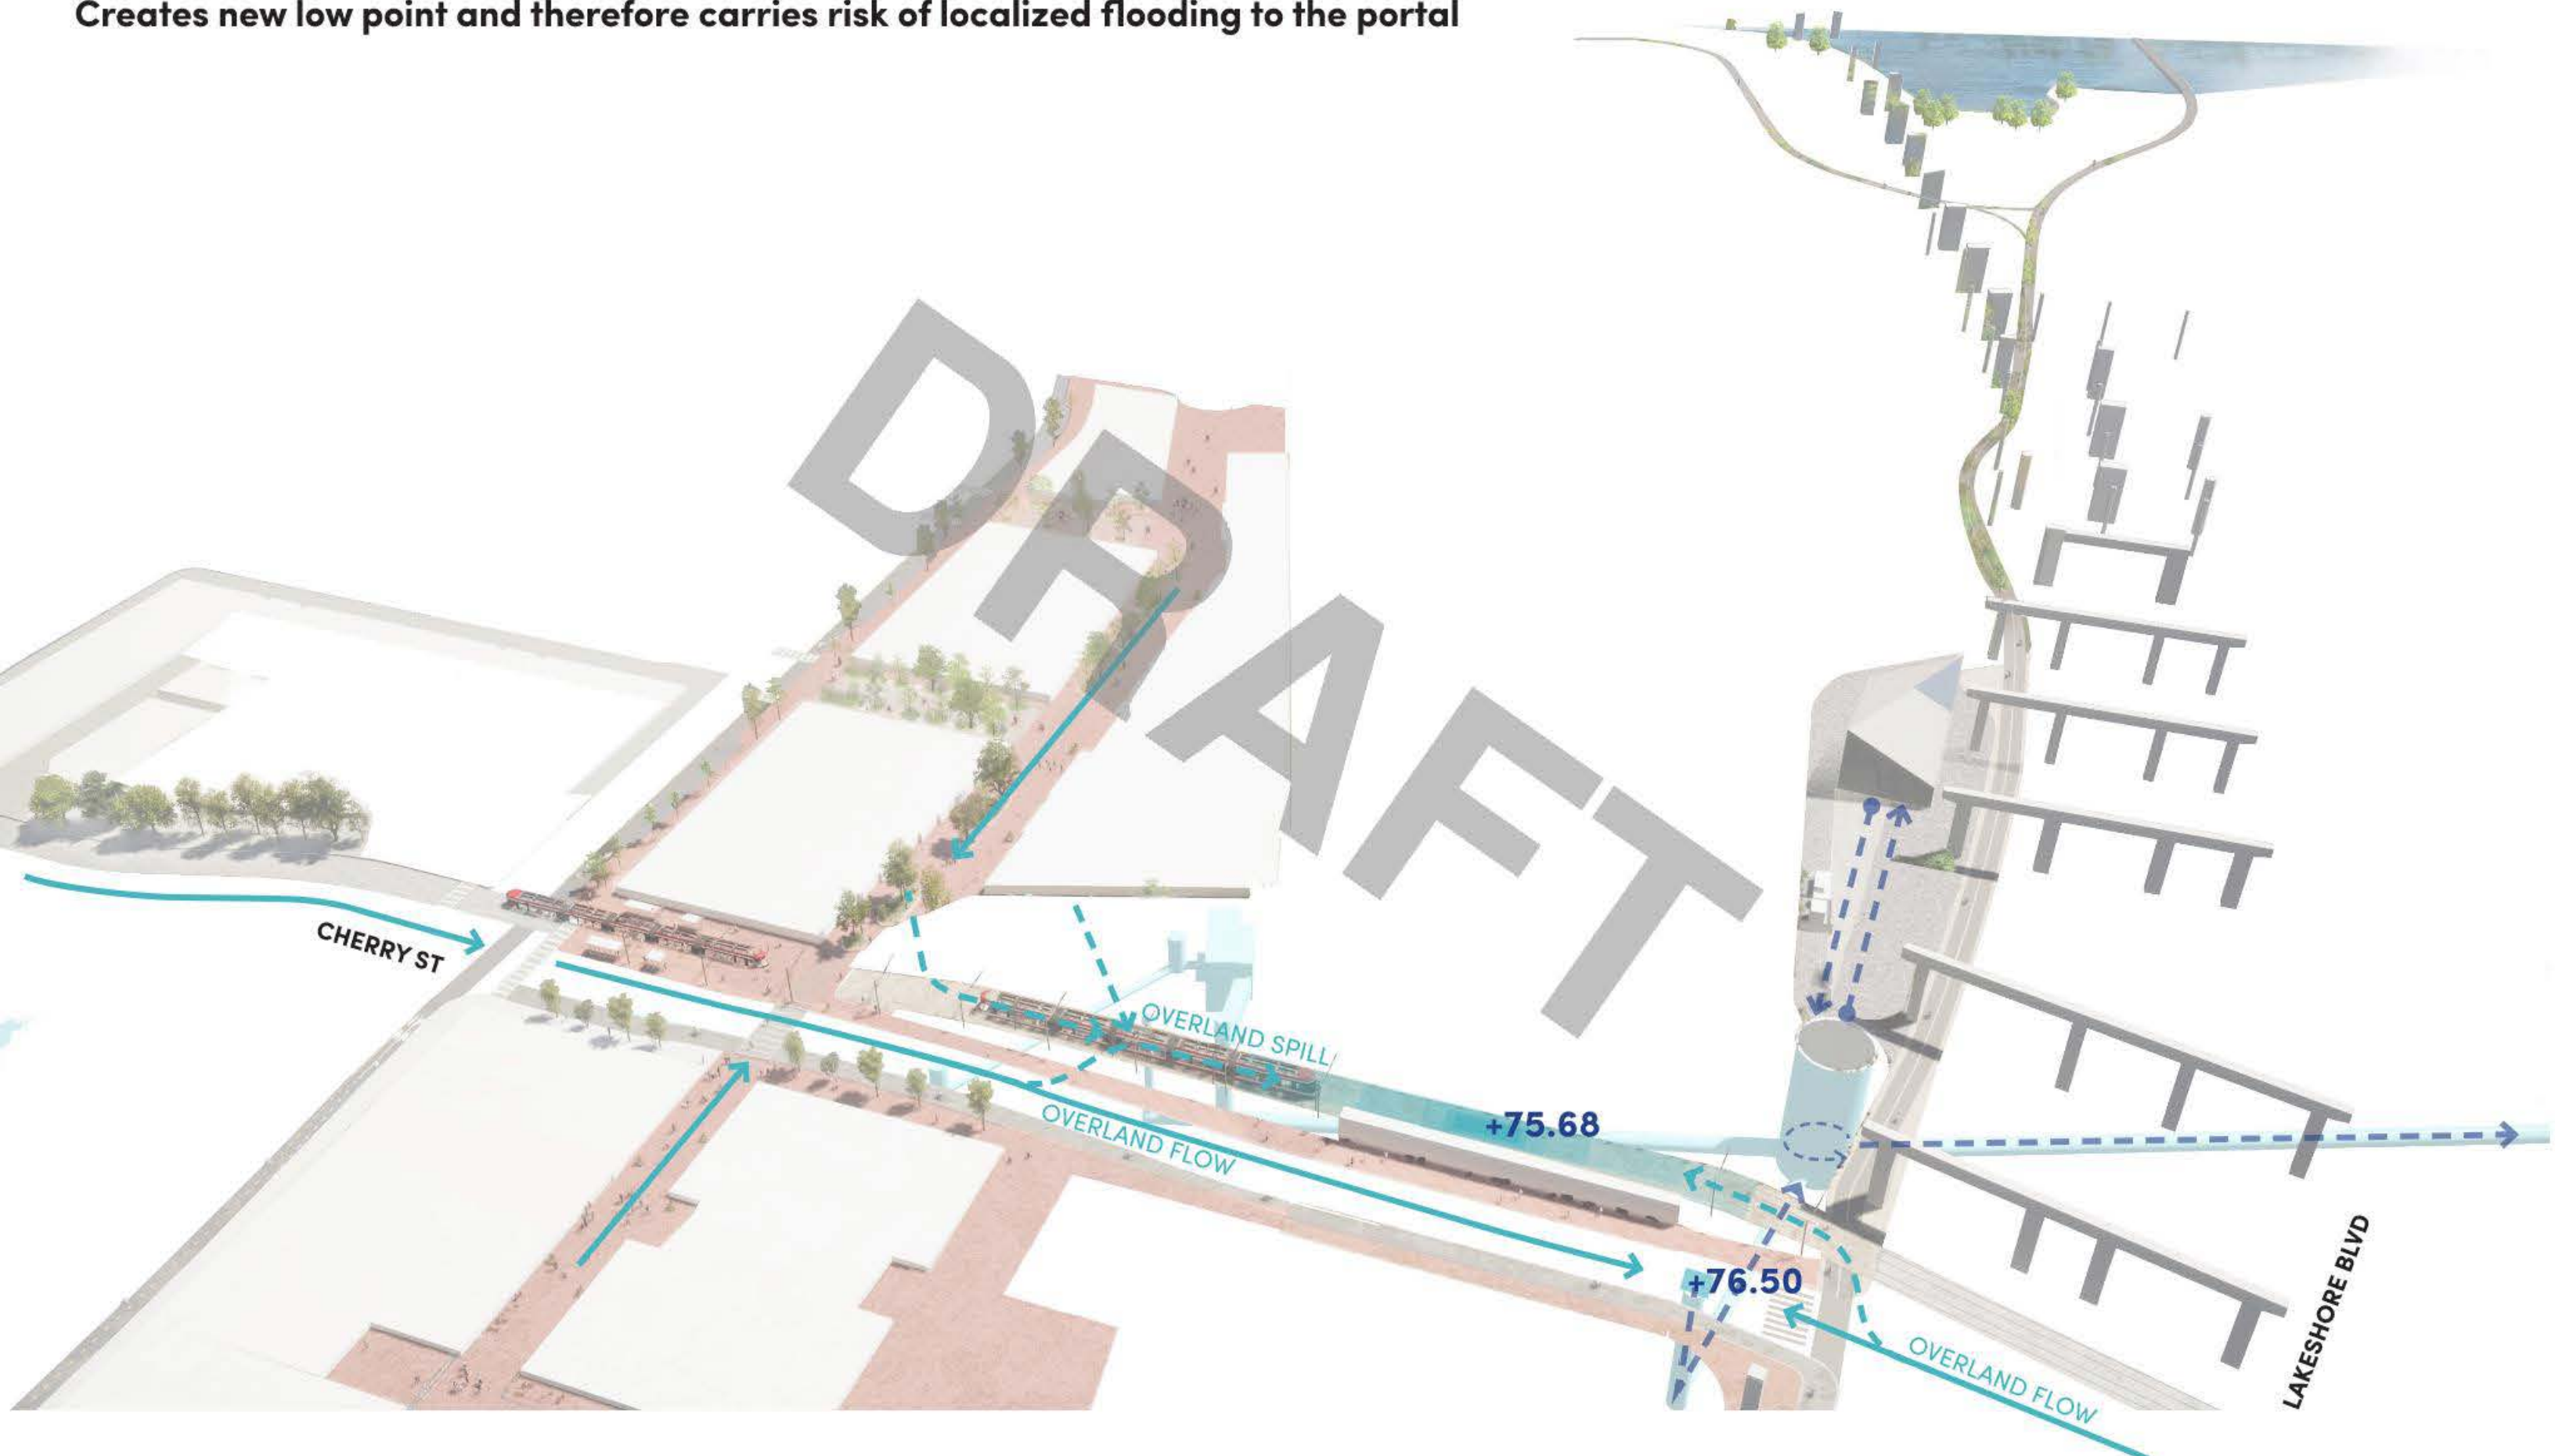 Creates new low point and therefore carries risk of localized flooding to the portal
DRAFT
CHERRY ST
OVERLAND SPILL
OVERLAND FLOW
+75.68
+76.50
OVERLAND FLOW
LAKESHORE BLVD